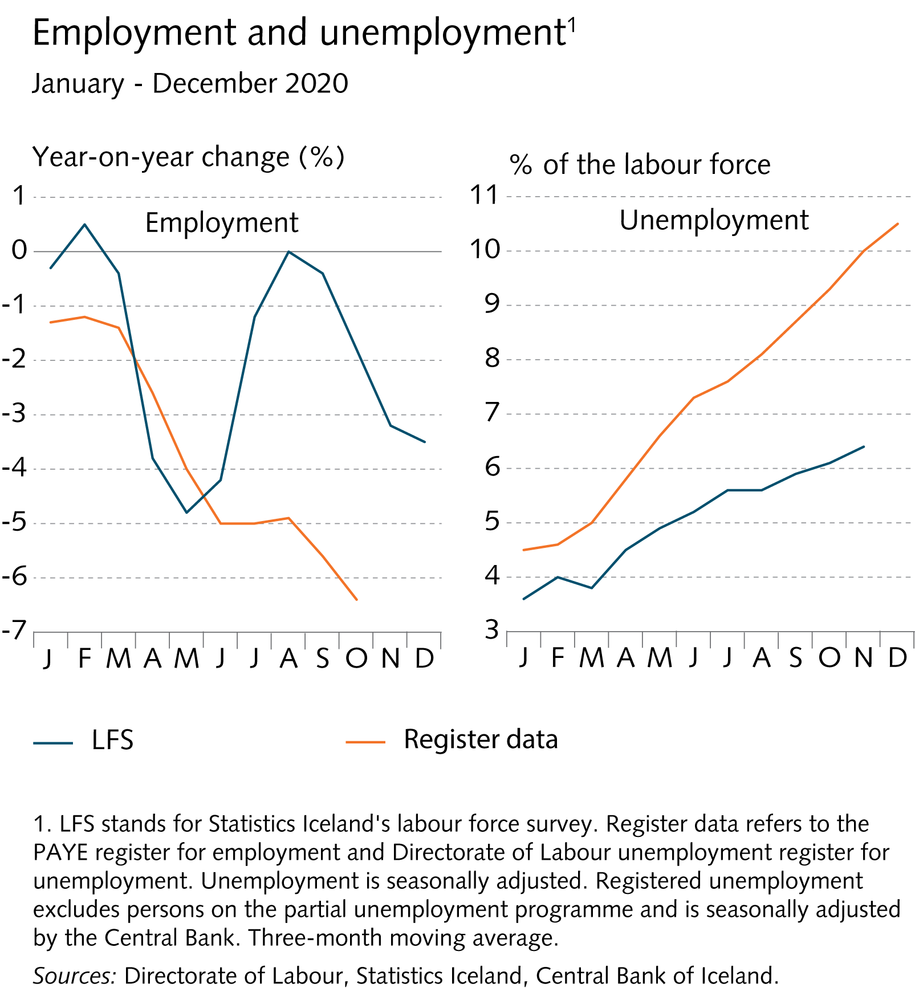 Employment and unemployment¹
January - December 2020
Year-on-year change (%)
1
Employment
0
-1
-2
-3
-4
-5
-6
-7
J F M A M J J A S O N D
% of the labour force
11
Unemployment
10
9
8
7
6
5
4
3
J F M A M J J A S O N D
LFS
Register data
1. LFS stands for Statistics Iceland's labour force survey. Register data refers to the
PAYE register for employment and Directorate of Labour unemployment register for
unemployment. Unemployment is seasonally adjusted. Registered unemployment
excludes persons on the partial unemployment programme and is seasonally adjusted
by the Central Bank. Three-month moving average.
Sources: Directorate of Labour, Statistics Iceland, Central Bank of Iceland.